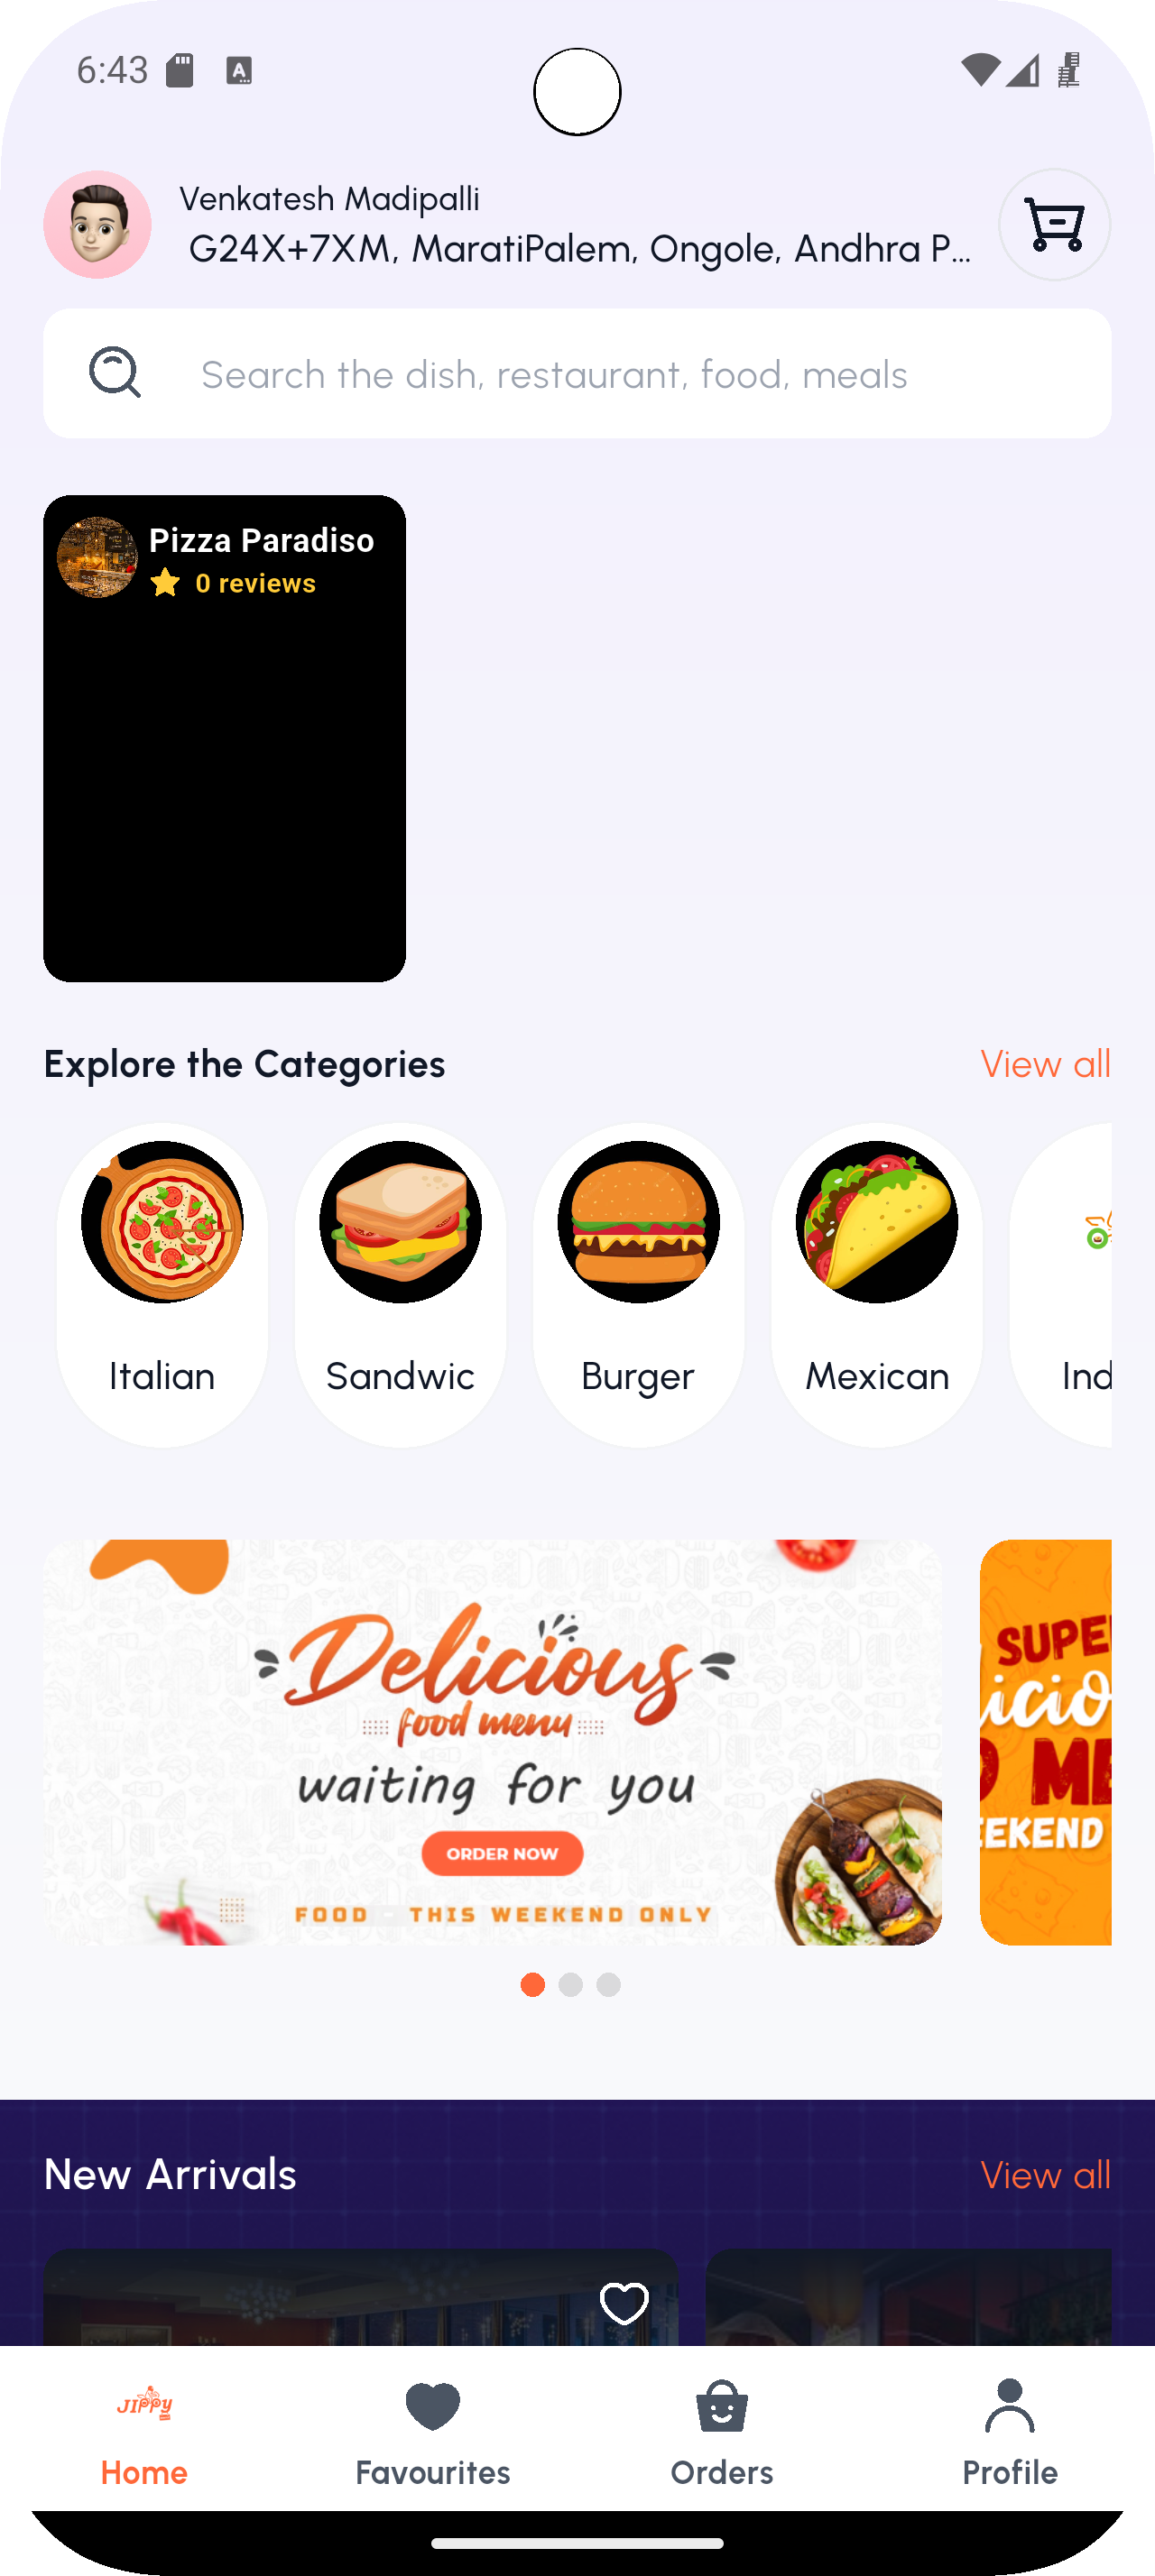 6:43
Venkatesh Madipalli
G24X+7XM, MaratiPalem, Ongole, Andhra P...
Search the dish, restaurant, food, meals
Pizza Paradiso
0 reviews
Explore the Categories
View all
Italian
Sandwic
Burger
Mexican
Ind
Delicious
food menu
waiting for you
ORDER NOW
FOOD - THIS WEEKEND ONLY
SUPE
icio
ME
EEKEND
New Arrivals
View all
JIPPY
Home
Favourites
Orders
Profile